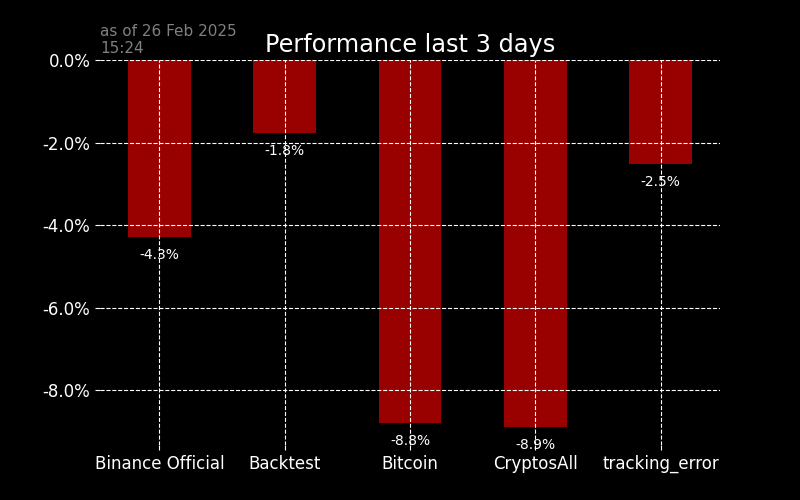 as of 26 Feb 2025
15:24
Performance last 3 days
0.0%
-2.0%
-4.0%
-6.0%
-8.0%
-4.3%
-1.8%
-8.8%
-8.9%
-2.5%
Binance Official
Backtest
Bitcoin
CryptosAll
tracking_error